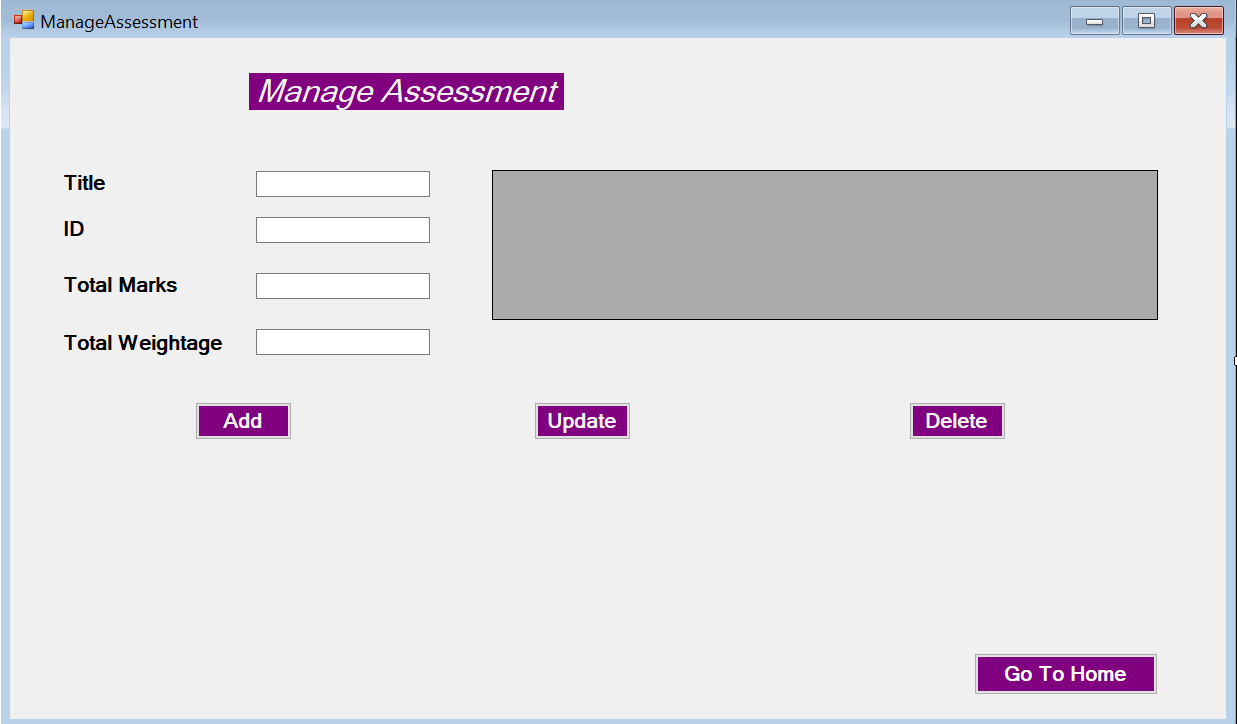 ManageAssessment
Manage Assessment
Title
ID
Total Marks
Total Weightage
Add
Update
Delete
Go To Home